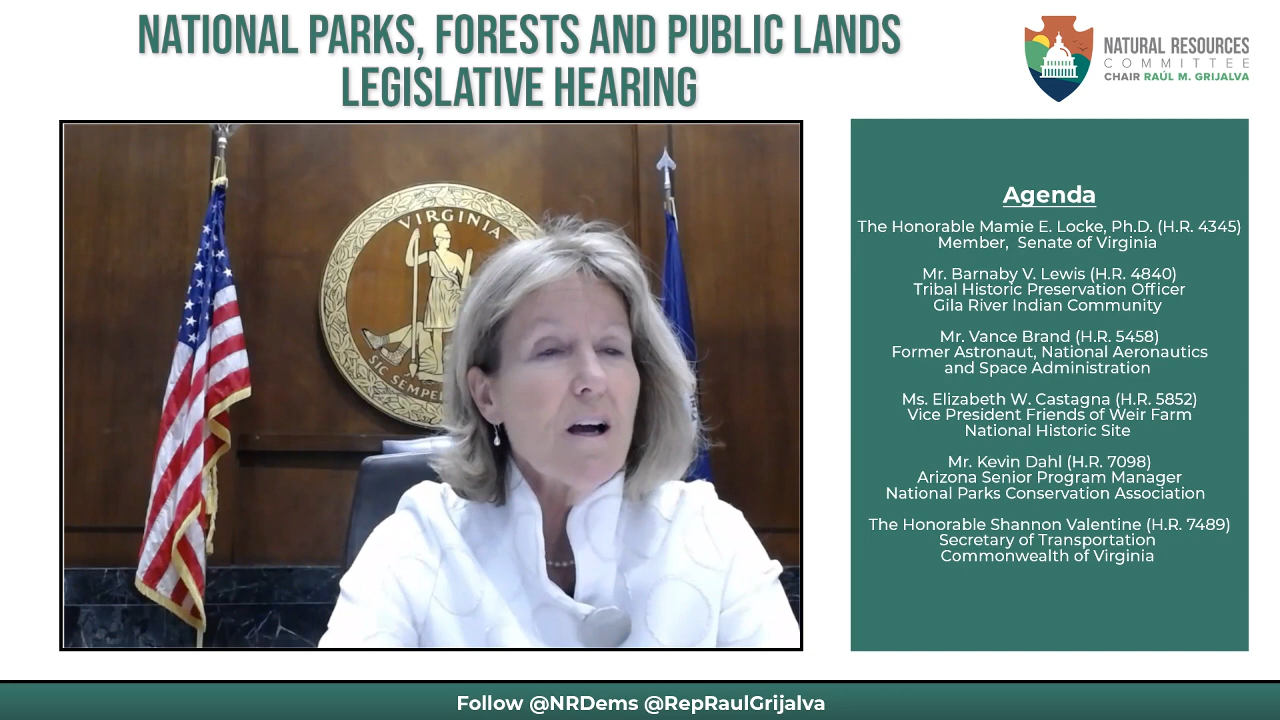 NATIONAL PARKS, FORESTS AND PUBLIC LANDS
LEGISLATIVE HEARING
NATURAL RESOURCES
COMMITTEE
CHAIR RAÚL M. GRIJALVA
VIRGINIA
SIC SEMPE
Agenda
The Honorable Mamie E. Locke, Ph.D. (H.R. 4345)
Member, Senate of Virginia
Mr. Barnaby V. Lewis (H.R. 4840)
Tribal Historic Preservation Officer
Gila River Indian Community
Mr. Vance Brand (H.R. 5458)
Former Astronaut, National Aeronautics
and Space Administration
Ms. Elizabeth W. Castagna (H.R. 5852)
Vice President Friends of Weir Farm
National Historic Site
Mr. Kevin Dahl (H.R. 7098)
Arizona Senior Program Manager
National Parks Conservation Association
The Honorable Shannon Valentine (H.R. 7489)
Secretary of Transportation
Commonwealth of Virginia
Follow @NRDems @RepRaulGrijalva